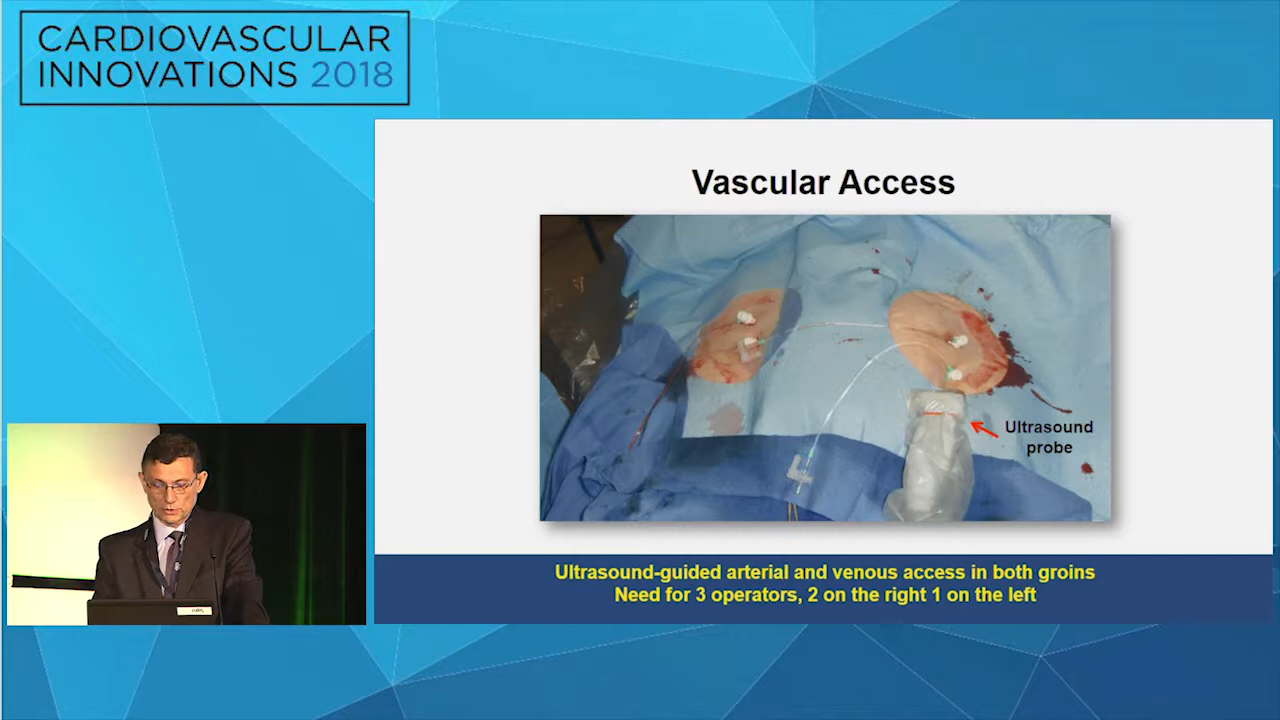 CARDIOVASCULAR
INNOVATIONS 2018
Vascular Access
Ultrasound
probe
Ultrasound-guided arterial and venous access in both groins
Need for 3 operators, 2 on the right 1 on the left